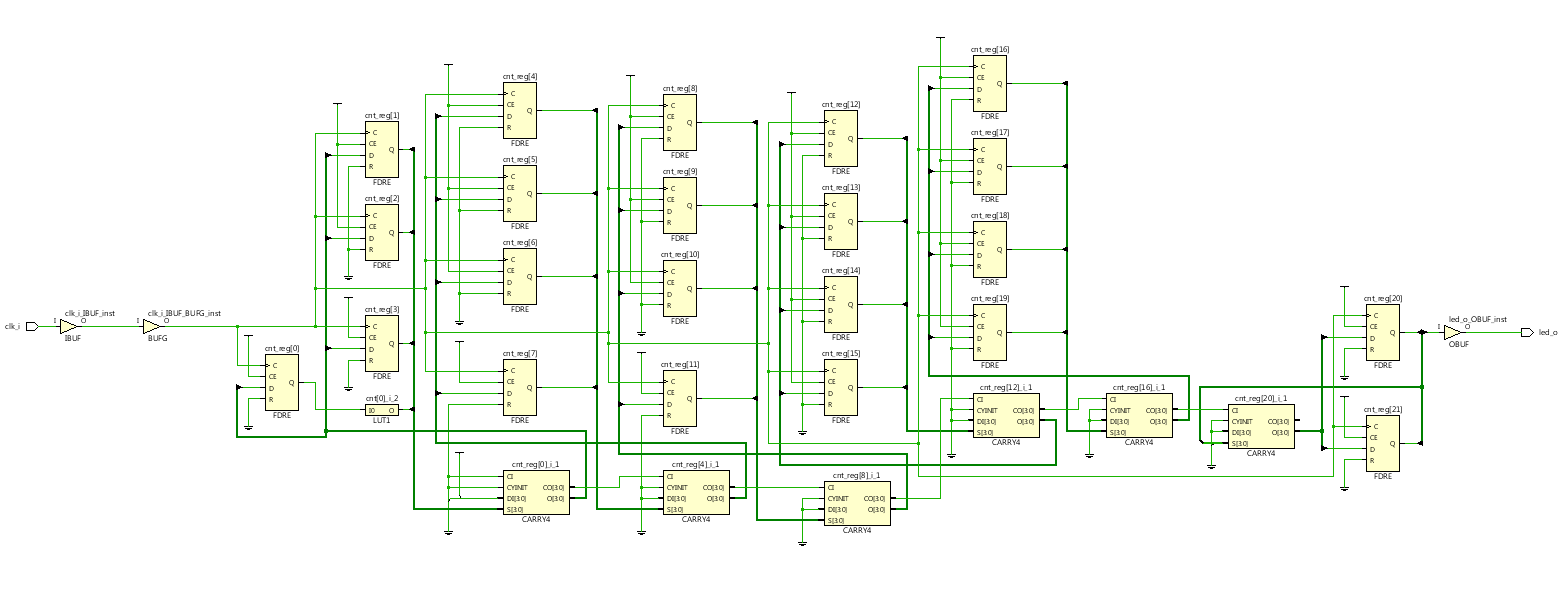 clk_i
I
clk_i_IBUF_inst
O
IBUF
I
clk_i_IBUF_BUFG_inst
O
BUFG
cnt_reg[0]
C
CE
D
R
Q
FDRE
cnt_reg[1]
C
CE
D
R
Q
FDRE
cnt_reg[2]
C
CE
D
R
Q
FDRE
cnt_reg[3]
C
CE
D
R
Q
FDRE
cnt[0]_i_2
I0 O
LUT1
cnt_reg[4]
C
CE
D
R
Q
FDRE
cnt_reg[5]
C
CE
D
R
Q
FDRE
cnt_reg[6]
C
CE
D
R
Q
FDRE
cnt_reg[7]
C
CE
D
R
Q
FDRE
cnt_reg[0]_i_1
CI
CYINIT CO[3:0]
DI[3:0] O[3:0]
S[3:0]
CARRY4
cnt_reg[8]
C
CE
D
R
Q
FDRE
cnt_reg[9]
C
CE
D
R
Q
FDRE
cnt_reg[10]
C
CE
D
R
Q
FDRE
cnt_reg[11]
C
CE
D
R
Q
FDRE
cnt_reg[4]_i_1
CI
CYINIT CO[3:0]
DI[3:0] O[3:0]
S[3:0]
CARRY4
cnt_reg[12]
C
CE
D
R
Q
FDRE
cnt_reg[13]
C
CE
D
R
Q
FDRE
cnt_reg[14]
C
CE
D
R
Q
FDRE
cnt_reg[15]
C
CE
D
R
Q
FDRE
cnt_reg[8]_i_1
CI
CYINIT CO[3:0]
DI[3:0] O[3:0]
S[3:0]
CARRY4
cnt_reg[16]
C
CE
D
R
Q
FDRE
cnt_reg[17]
C
CE
D
R
Q
FDRE
cnt_reg[18]
C
CE
D
R
Q
FDRE
cnt_reg[19]
C
CE
D
R
Q
FDRE
cnt_reg[12]_i_1
CI
CYINIT CO[3:0]
DI[3:0] O[3:0]
S[3:0]
CARRY4
cnt_reg[16]_i_1
CI
CYINIT CO[3:0]
DI[3:0] O[3:0]
S[3:0]
CARRY4
cnt_reg[20]_i_1
CI
CYINIT CO[3:0]
DI[3:0] O[3:0]
S[3:0]
CARRY4
cnt_reg[20]
C
CE
D
R
Q
FDRE
cnt_reg[21]
C
CE
D
R
Q
FDRE
I
led_o_OBUF_inst
O
OBUF
led_o